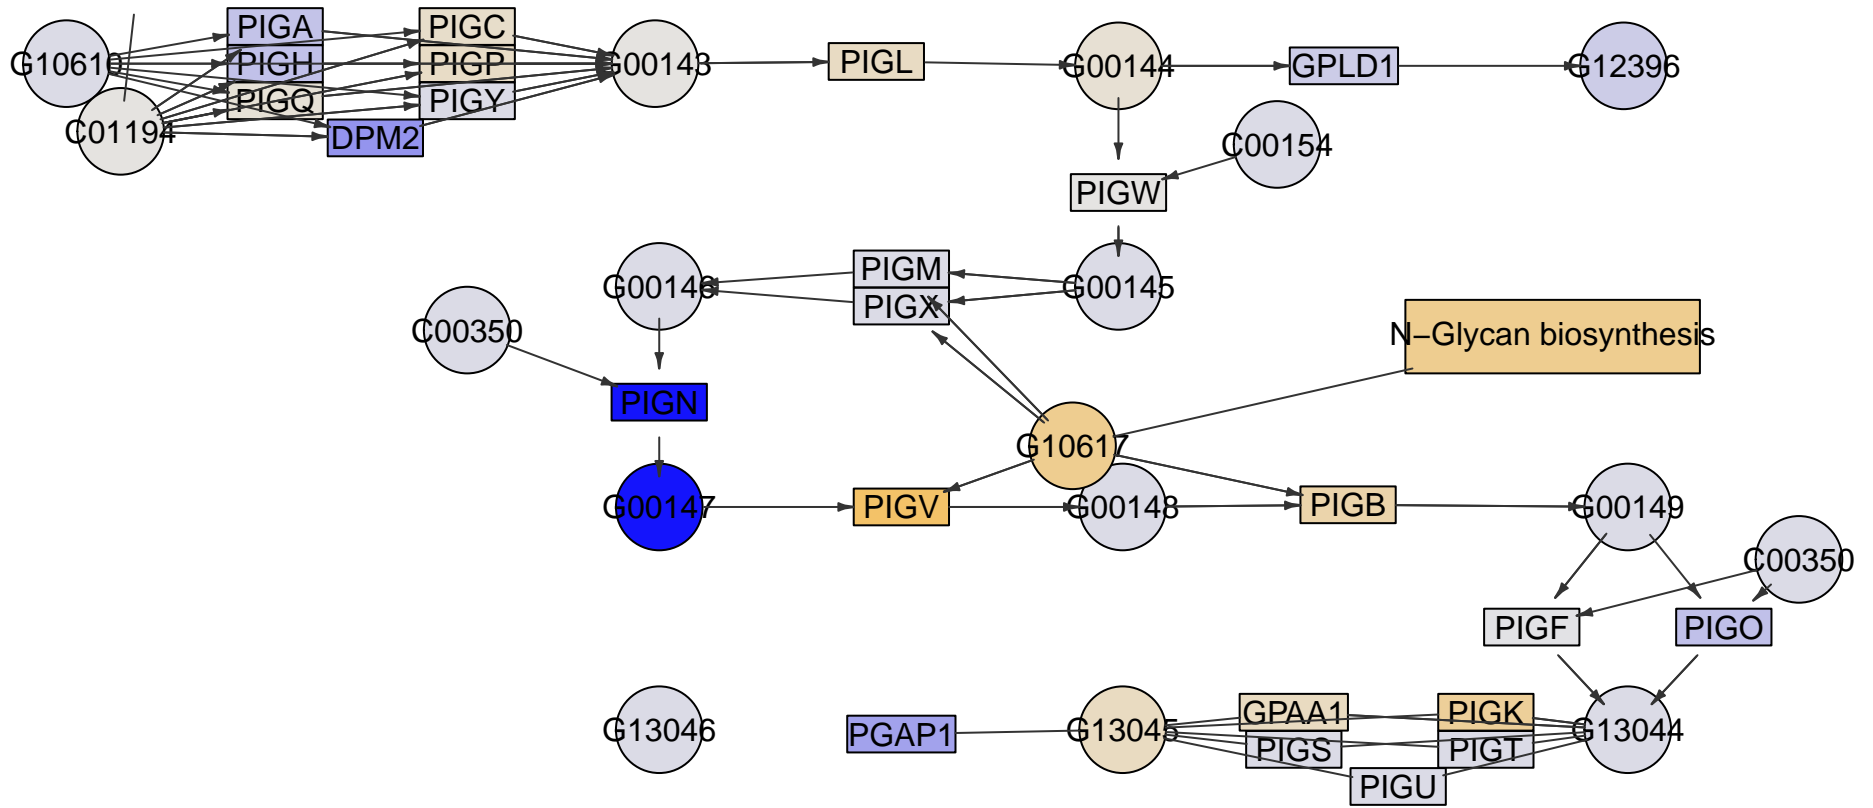 PIGA
PIGC
G10610
PIGH
PIGP
G00143
PIGL
G00144
GPLD1
G12396
PIGQ
PIGY
C01194
DPM2
C00154
PIGW
PIGM
G00146
PIGX
G00145
C00350
N−Glycan biosynthesis
PIGN
G10617
G00147
PIGV
G00148
PIGB
G00149
C00350
PIGF
PIGO
GPAA1
PIGK
G13046
PGAP1
G13045
PIGS
PIGT
G13044
PIGU